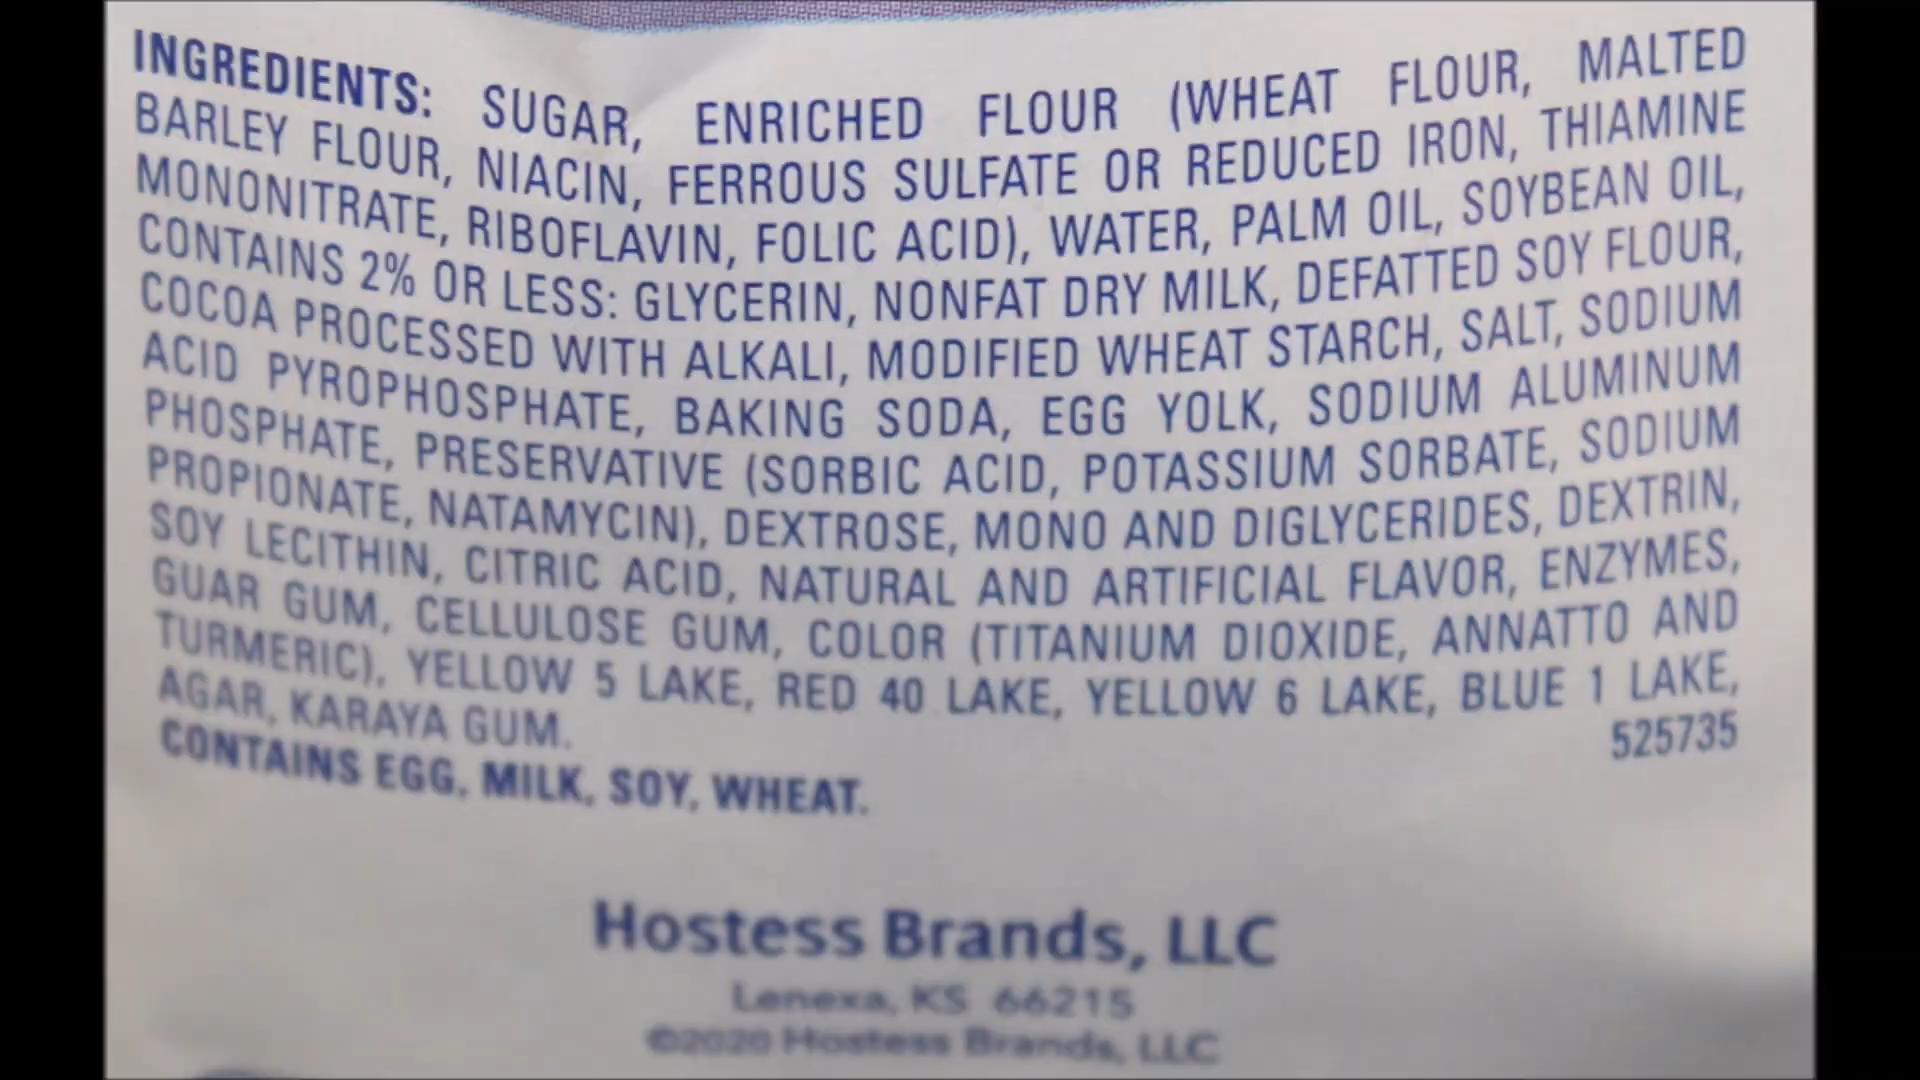 INGREDIENTS: SUGAR, ENRICHED FLOUR (WHEAT FLOUR, MALTED
BARLEY FLOUR, NIACIN, FERROUS SULFATE OR REDUCED IRON, THIAMINE
MONONITRATE, RIBOFLAVIN, FOLIC ACID), WATER, PALM OIL, SOYBEAN OIL,
CONTAINS 2% OR LESS: GLYCERIN, NONFAT DRY MILK, DEFATTED SOY FLOUR,
COCOA PROCESSED WITH ALKALI, MODIFIED WHEAT STARCH, SALT, SODIUM
ACID PYROPHOSPHATE, BAKING SODA, EGG YOLK, SODIUM ALUMINUM
PHOSPHATE, PRESERVATIVE (SORBIC ACID, POTASSIUM SORBATE, SODIUM
PROPIONATE, NATAMYCIN), DEXTROSE, MONO AND DIGLYCERIDES, DEXTRIN,
SOY LECITHIN, CITRIC ACID, NATURAL AND ARTIFICIAL FLAVOR, ENZYMES,
GUAR GUM, CELLULOSE GUM, COLOR (TITANIUM DIOXIDE, ANNATTO AND
TURMERIC), YELLOW 5 LAKE, RED 40 LAKE, YELLOW 6 LAKE, BLUE 1 LAKE,
AGAR, KARAYA GUM. 525735
CONTAINS EGG, MILK, SOY, WHEAT.
Hostess Brands, LLC
Lenexa, KS 66215
©2020 Hostess Brands, LLC